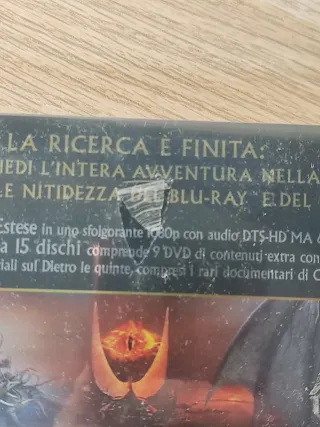 LA RICERCA È FINITA:
IEDI L'INTERA AVVENTURA NELLA
E NITIDEZZA DEL BLU-RAY E DEL
Estese in uno sfolgorante 1080p con audio DTS-HD MA 6
a 15 dischi comprende 9 DVD di contenuti extra con
iali sul Dietro le quinte, compresi i rari documentari di C